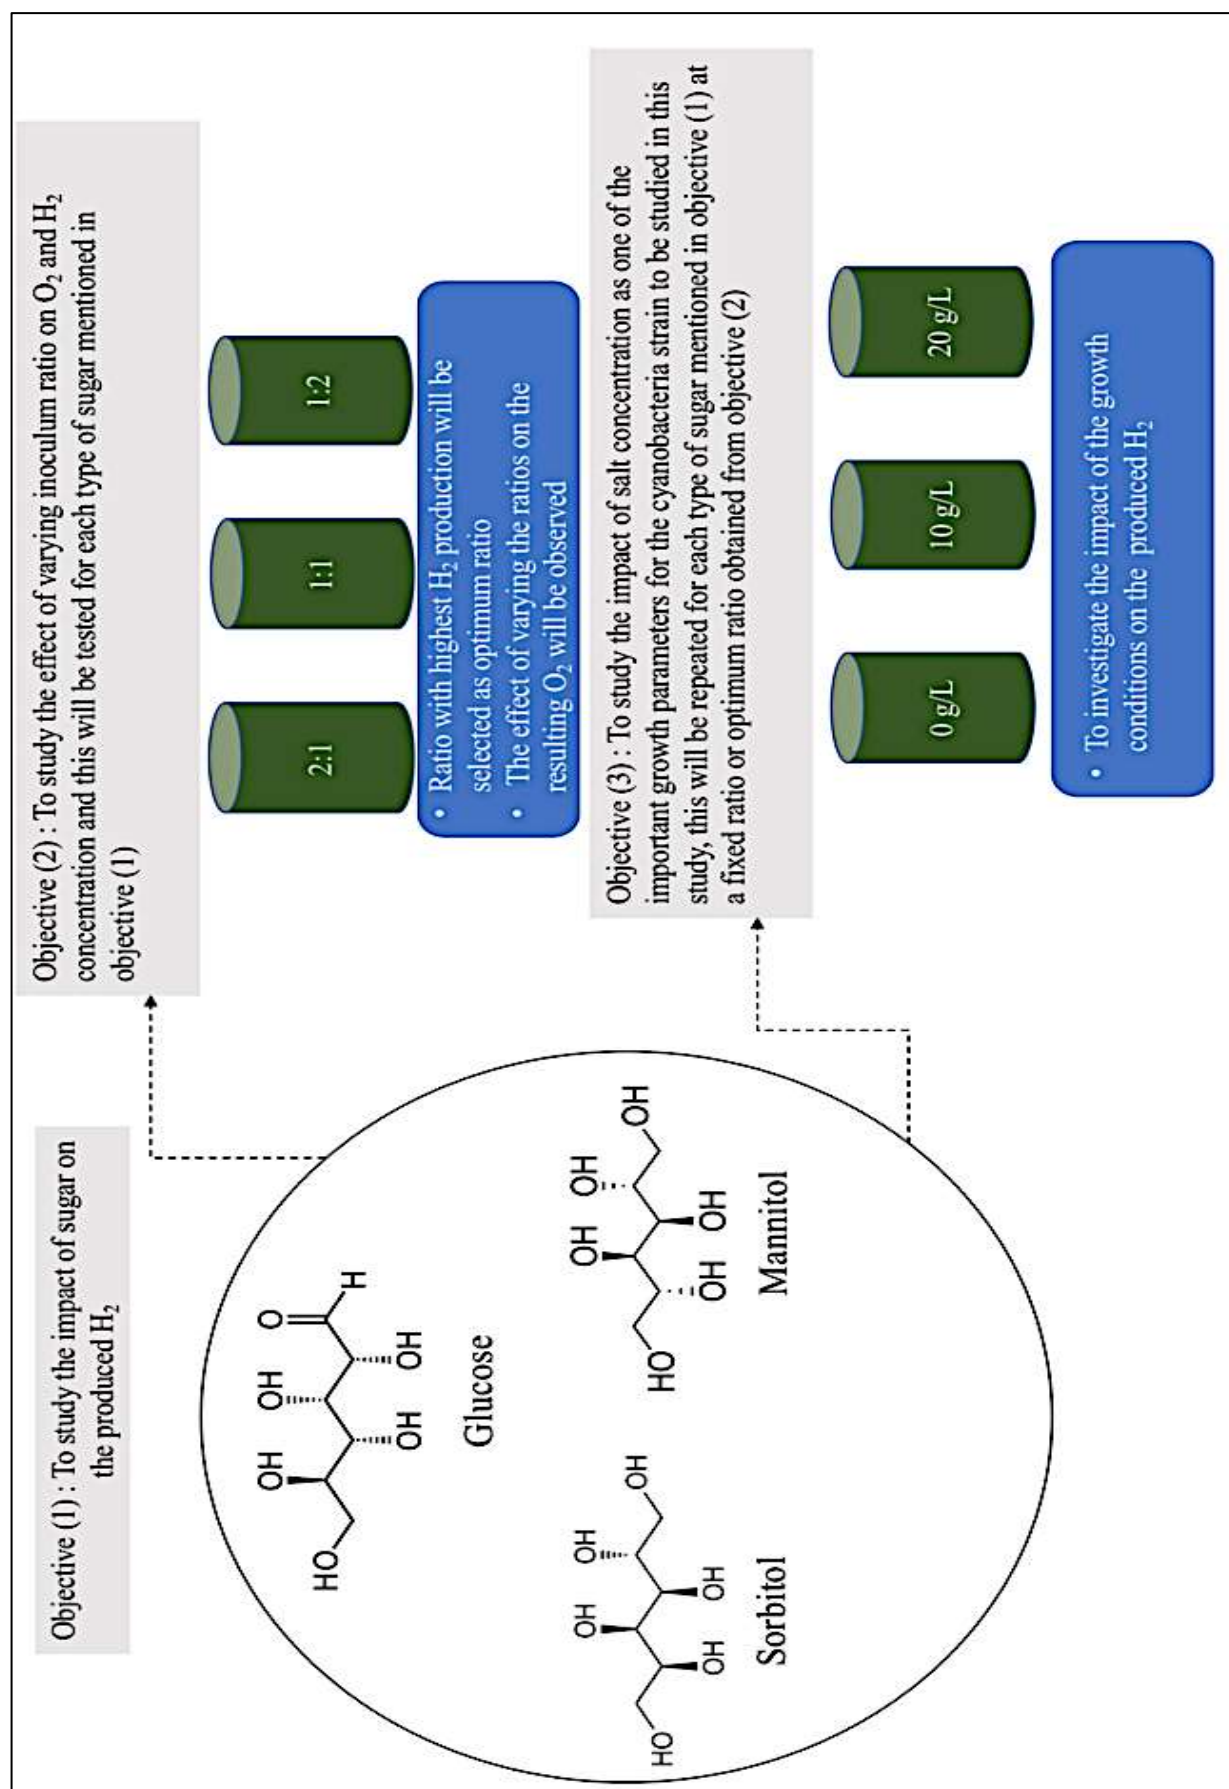 Objective (1) : To study the impact of sugar on
the produced H₂
O
H
OH
OH
OH
OH
HO
Glucose
OH
OH
OH
OH
OH
HO
Sorbitol
OH
OH
OH
OH
OH
HO
Mannitol
Objective (2) : To study the effect of varying inoculum ratio on O₂ and H₂
concentration and this will be tested for each type of sugar mentioned in
objective (1)
2:1
1:1
1:2
• Ratio with highest H₂ production will be
selected as optimum ratio
• The effect of varying the ratios on the
resulting O₂ will be observed
Objective (3) : To study the impact of salt concentration as one of the
important growth parameters for the cyanobacteria strain to be studied in this
study, this will be repeated for each type of sugar mentioned in objective (1) at
a fixed ratio or optimum ratio obtained from objective (2)
0 g/L
10 g/L
20 g/L
• To investigate the impact of the growth
conditions on the produced H₂